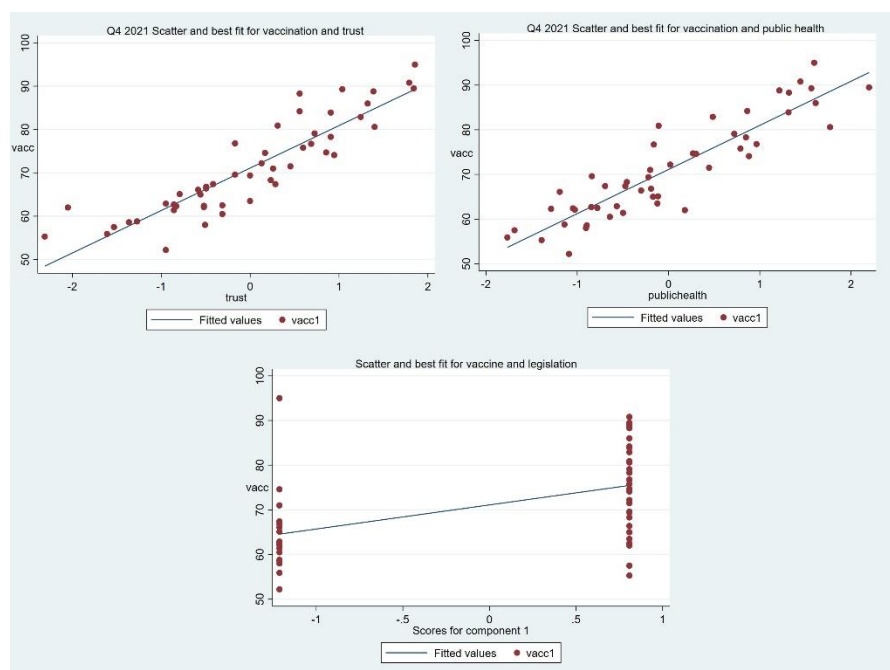 Q4 2021 Scatter and best fit for vaccination and trust
100
90
80
vacc
70
60
50
-2
-1
0
1
2
trust
Fitted values
vacc1
Q4 2021 Scatter and best fit for vaccination and public health
100
90
80
vacc
70
60
50
-2
-1
0
1
2
publichealth
Fitted values
vacc1
Scatter and best fit for vaccine and legislation
100
90
80
vacc
70
60
50
-1
-.5
0
.5
1
Scores for component 1
Fitted values
vacc1